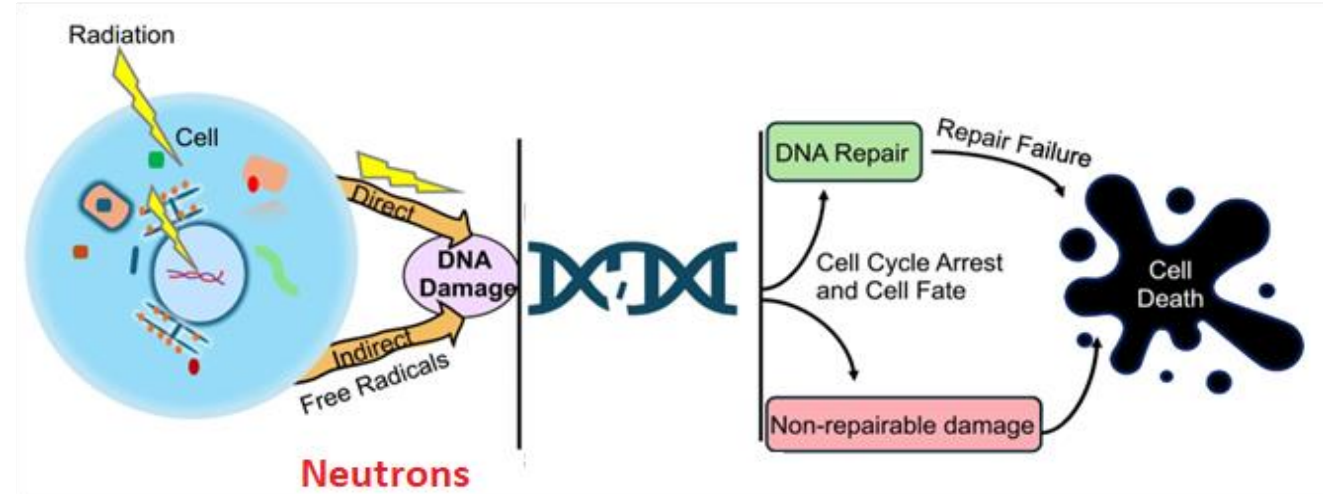 Radiation
Cell
Direct
DNA
Damage
Indirect
Free Radicals
Neutrons
DNA Repair
Repair Failure
Cell Cycle Arrest
and Cell Fate
Non-repairable damage
Cell
Death